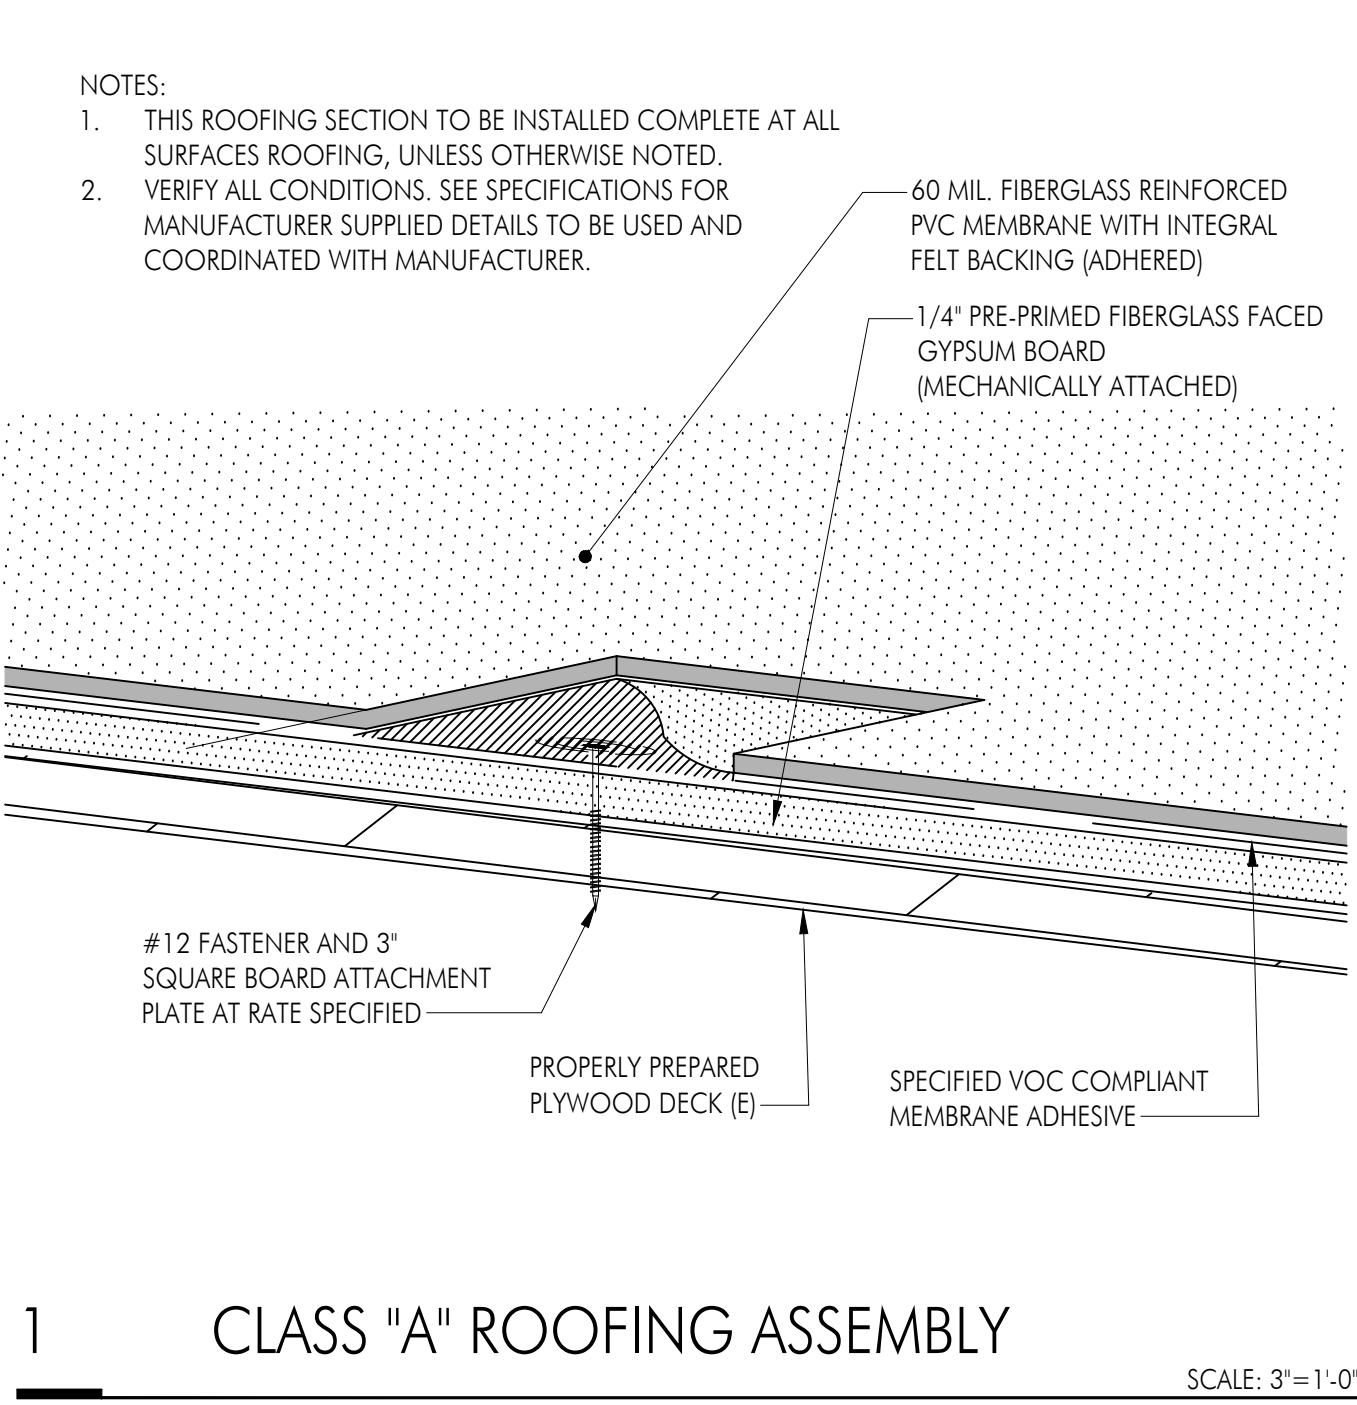 NOTES:
1. THIS ROOFING SECTION TO BE INSTALLED COMPLETE AT ALL
SURFACES ROOFING, UNLESS OTHERWISE NOTED.
2. VERIFY ALL CONDITIONS. SEE SPECIFICATIONS FOR
MANUFACTURER SUPPLIED DETAILS TO BE USED AND
COORDINATED WITH MANUFACTURER.
60 MIL. FIBERGLASS REINFORCED
PVC MEMBRANE WITH INTEGRAL
FELT BACKING (ADHERED)
1/4" PRE-PRIMED FIBERGLASS FACED
GYPSUM BOARD
(MECHANICALLY ATTACHED)
#12 FASTENER AND 3"
SQUARE BOARD ATTACHMENT
PLATE AT RATE SPECIFIED
PROPERLY PREPARED
PLYWOOD DECK (E)
SPECIFIED VOC COMPLIANT
MEMBRANE ADHESIVE
1 CLASS "A" ROOFING ASSEMBLY
SCALE: 3"=1'-0"